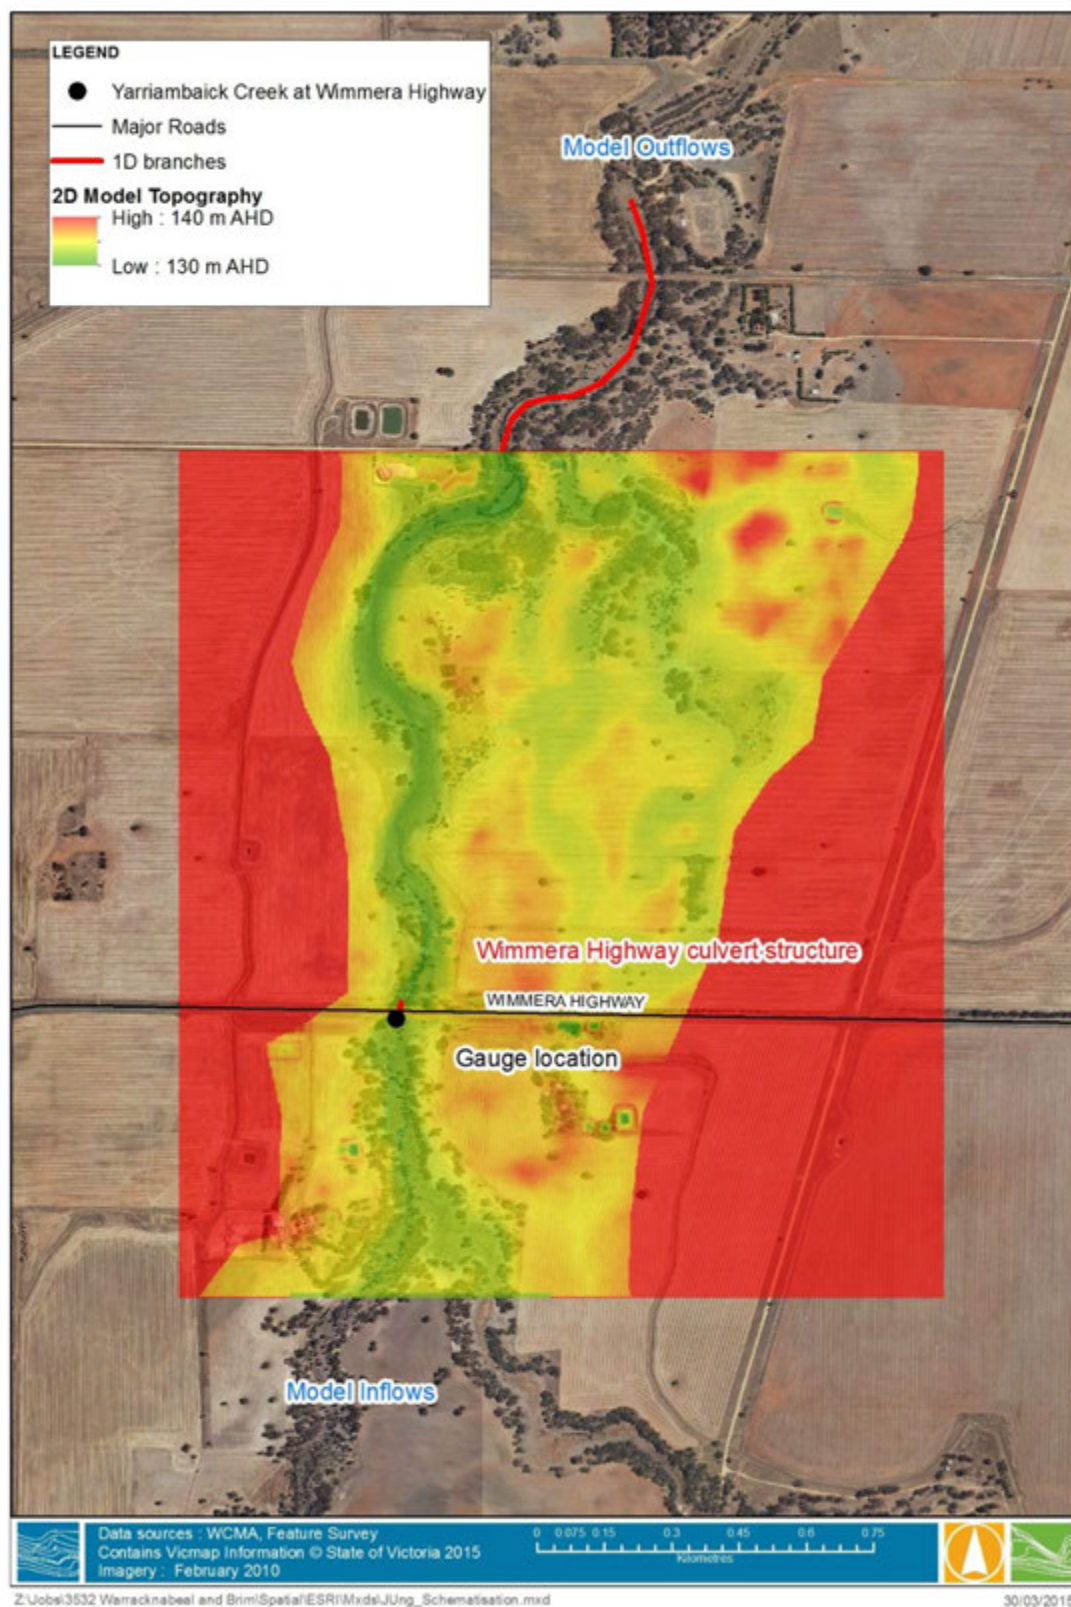 LEGEND
Yarriambaick Creek at Wimmera Highway
Major Roads
1D branches
2D Model Topography
High : 140 m AHD
Low : 130 m AHD
Model Outflows
Wimmera Highway culvert structure
WIMMERA HIGHWAY
Gauge location
Model Inflows
Data sources : WCMA, Feature Survey
Contains Vicmap Information © State of Victoria 2015
Imagery : February 2010
0 0.075 0.15 0.3 0.45 0.6 0.75
Kilometres
Z:\Jobs\3532 Warracknabeal and Brim\Spatial\ESRI\Mxds\JUng_Schematisation.mxd
30/03/2015